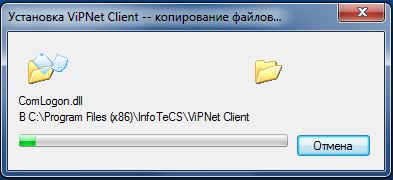 Установка ViPNet Client -- копирование файлов...
ComLogon.dll
В C:\Program Files (x86)\InfoTeCS\ViPNet Client
Отмена